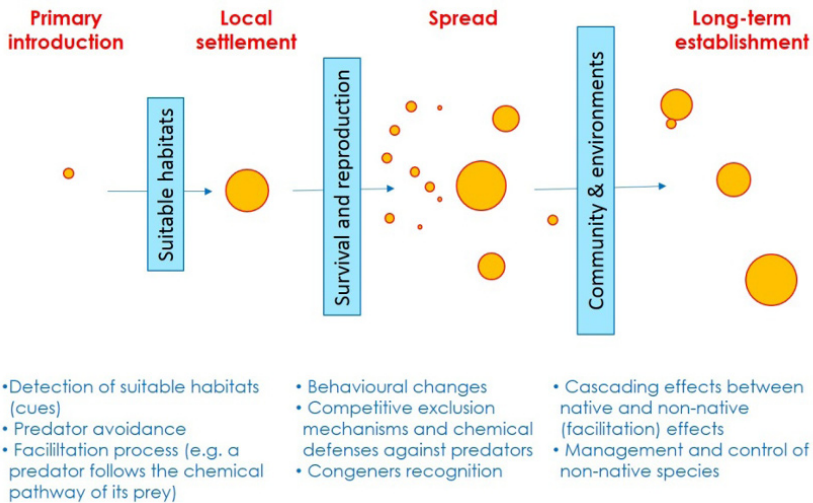 Primary
introduction
Local
settlement
Spread
Long-term
establishment
Suitable habitats
Survival and reproduction
Community & environments
•Detection of suitable habitats
(cues)
• Predator avoidance
• Facililtation process (e.g. a
predator follows the chemical
pathway of its prey)
• Behavioural changes
• Competitive exclusion
mechanisms and chemical
defenses against predators
• Congeners recognition
• Cascading effects between
native and non-native
(facilitation) effects
• Management and control of
non-native species